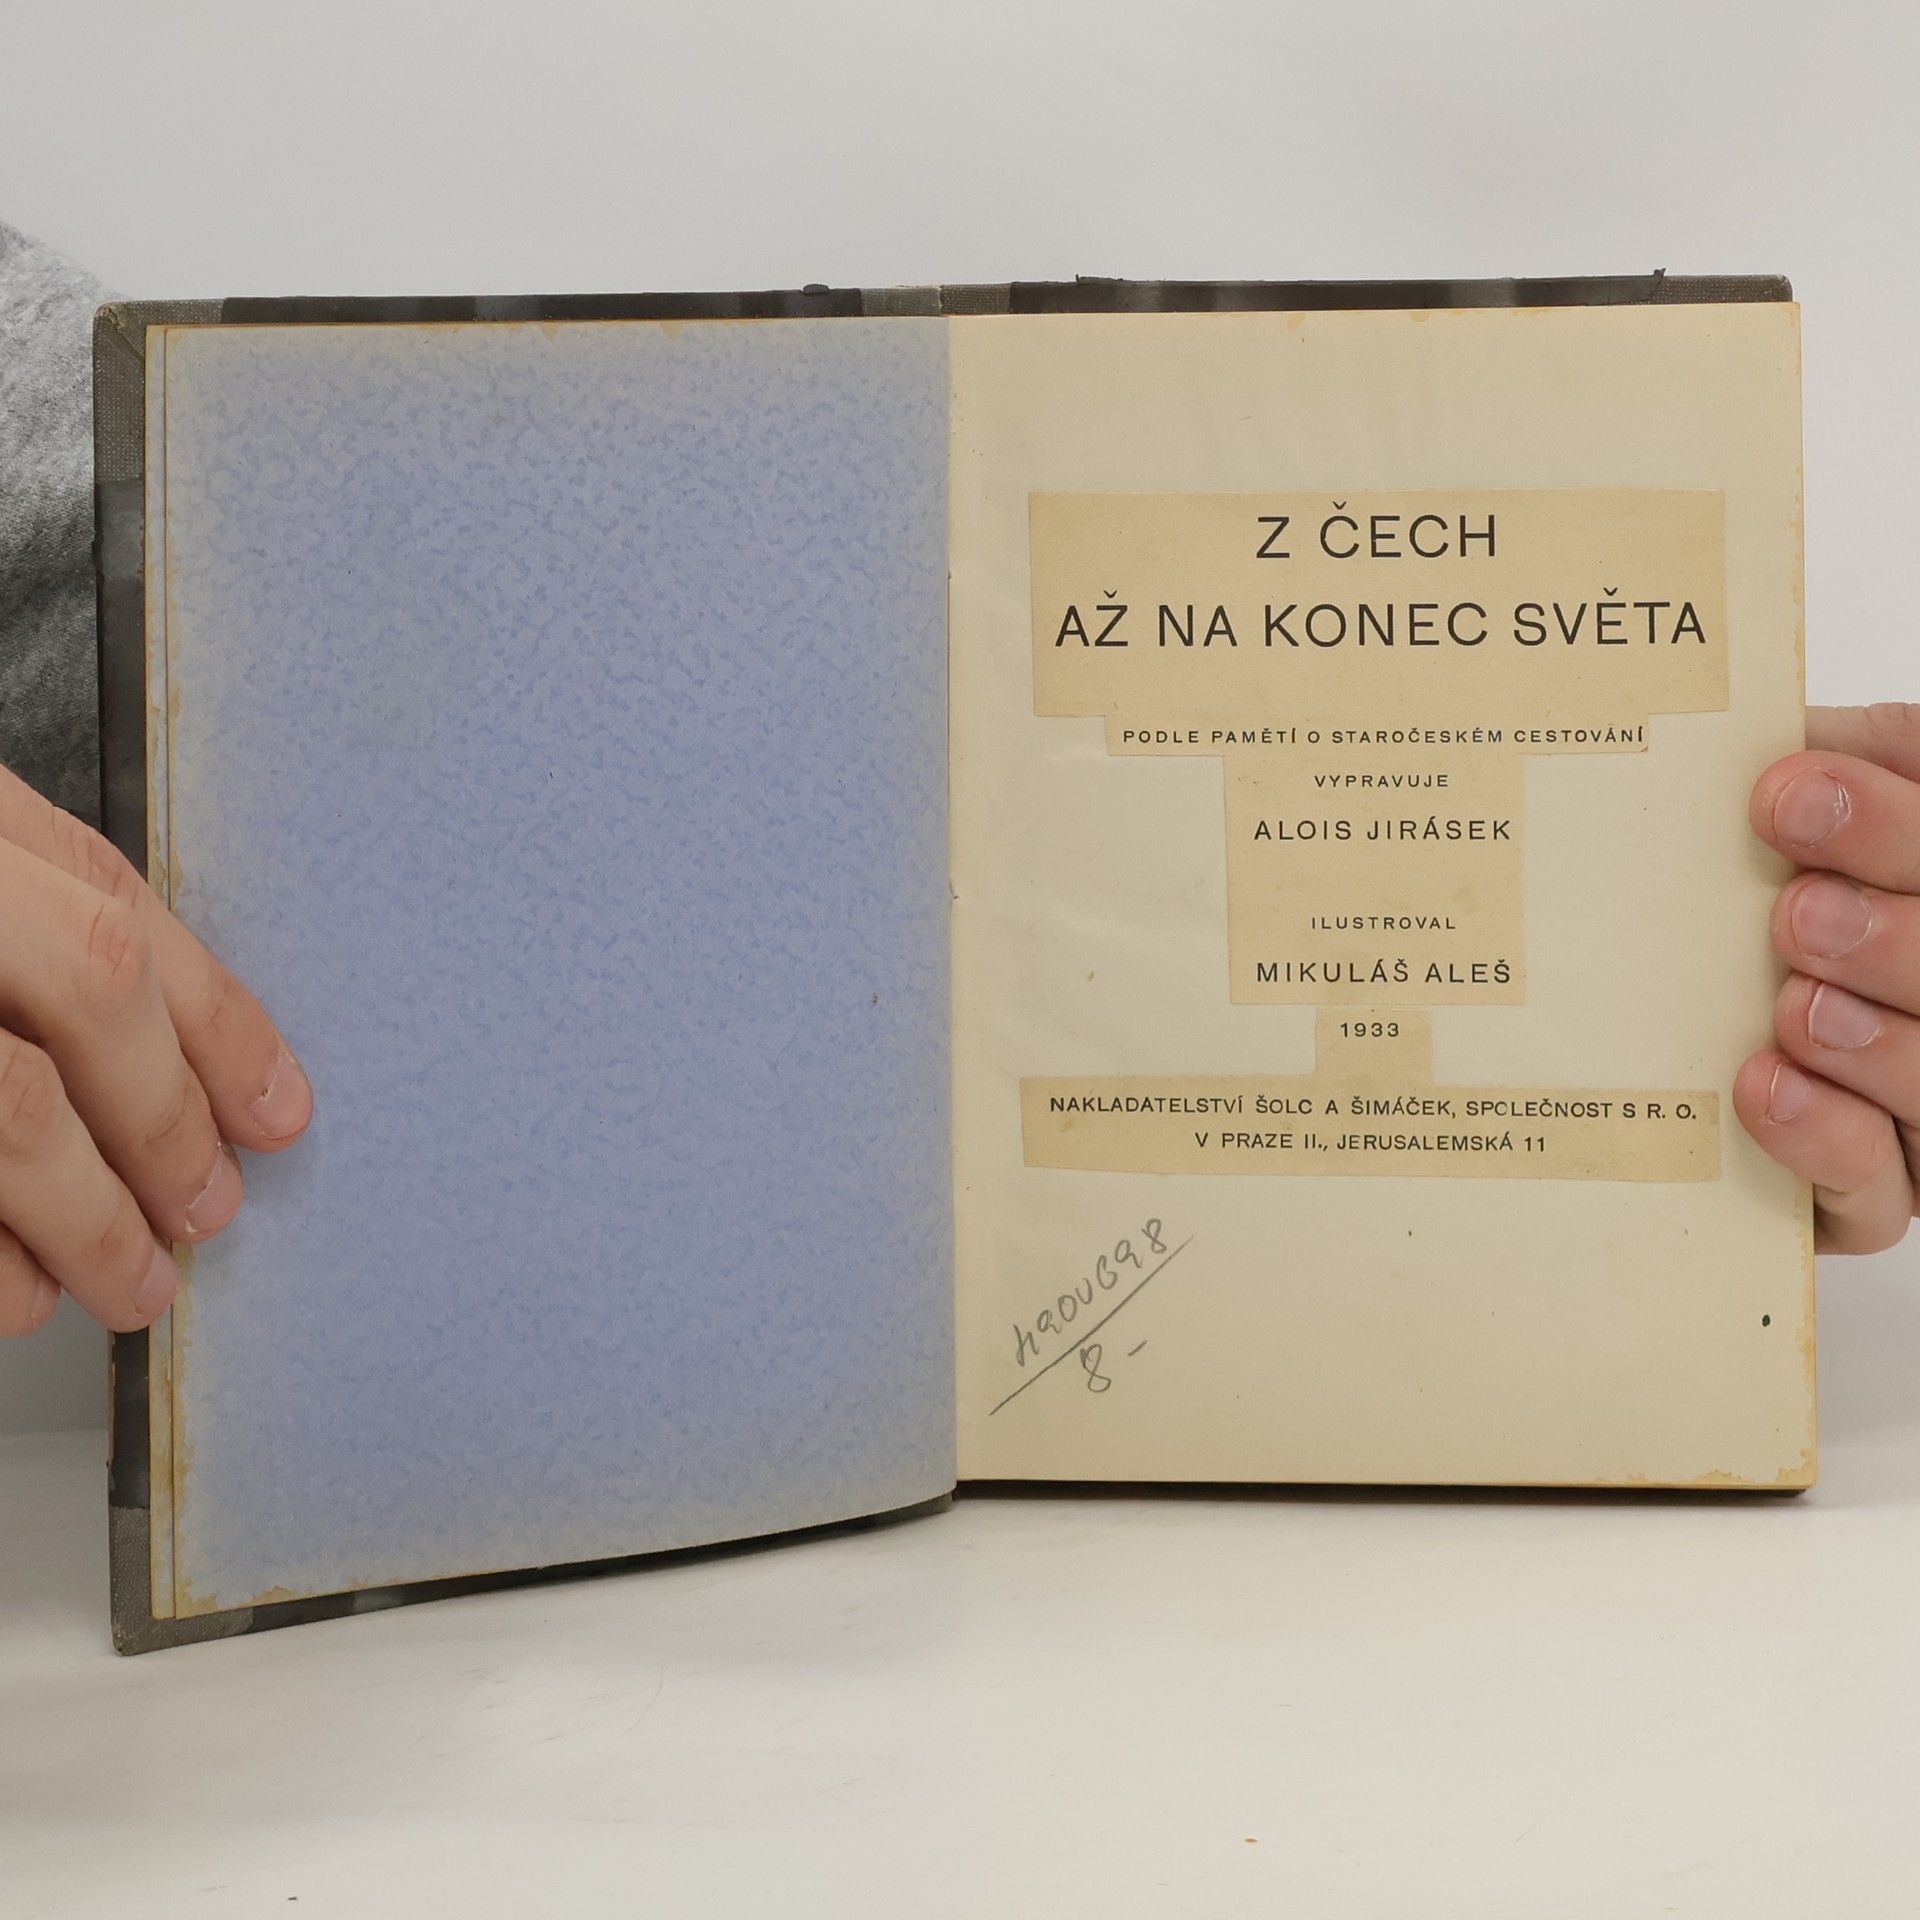 Z ČECH
AŽ NA KONEC SVĚTA
PODLE PAMĚTÍ O STAROČESKÉM CESTOVÁNÍ
VYPRAVUJE
ALOIS JIRÁSEK
ILUSTROVAL
MIKULÁŠ ALEŠ
1933
NAKLADATELSTVÍ ŠOLC A ŠIMÁČEK, SPOLEČNOST S R. O.
V PRAZE II., JERUSALEMSKÁ 11
8-